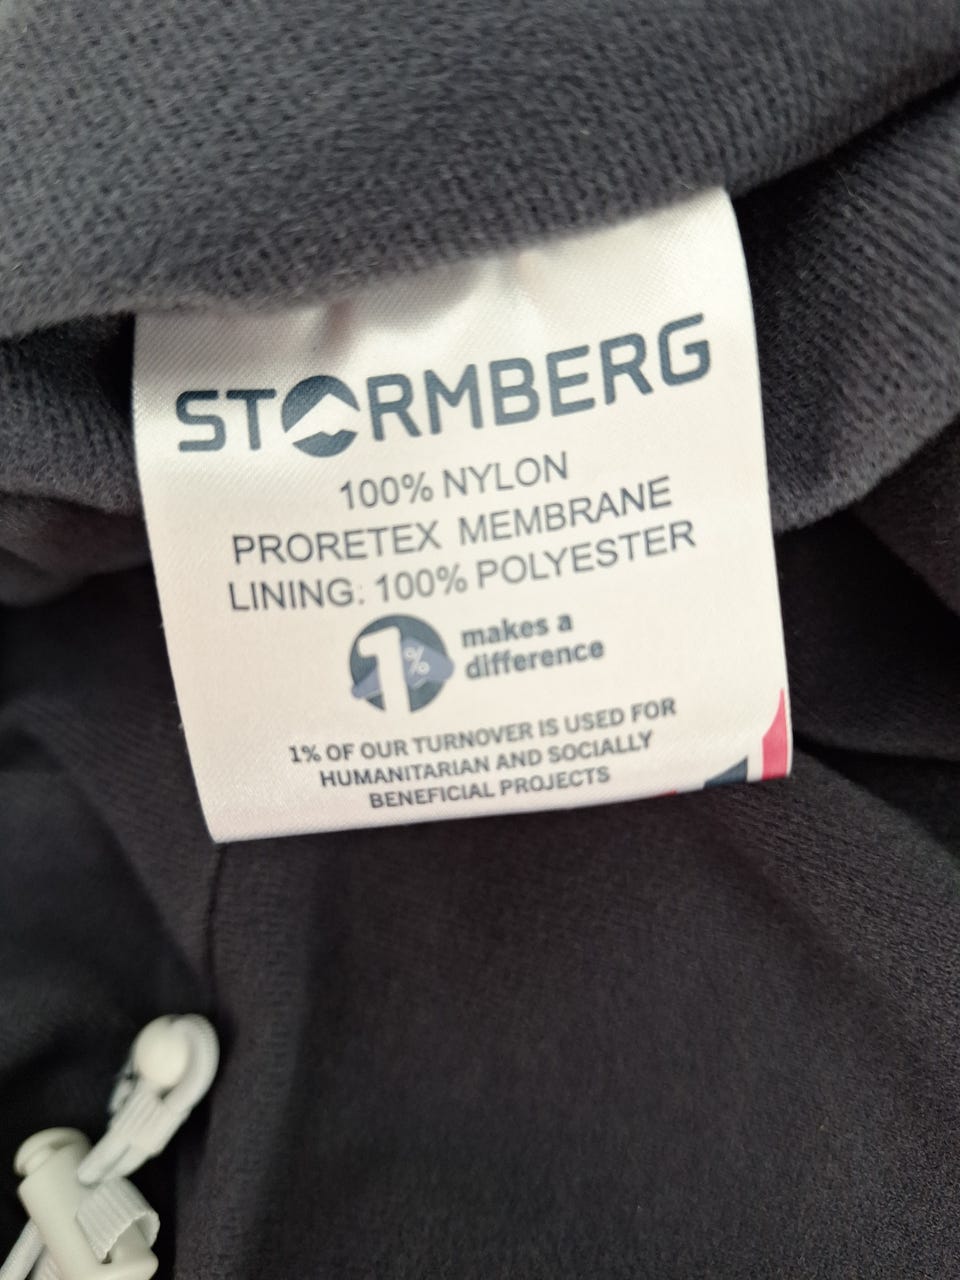 STORMBERG
100% NYLON
PRORETEX MEMBRANE
LINING: 100% POLYESTER
1% makes a
difference
1% OF OUR TURNOVER IS USED FOR
HUMANITARIAN AND SOCIALLY
BENEFICIAL PROJECTS